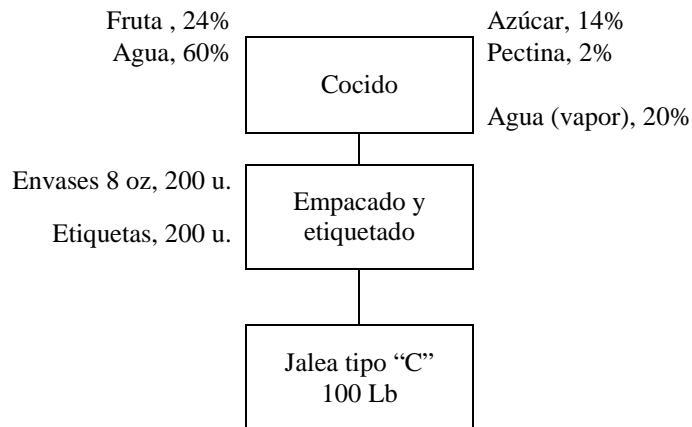 Fruta , 24%
Agua, 60%
Azúcar, 14%
Pectina, 2%
Cocido
Agua (vapor), 20%
Envases 8 oz, 200 u.
Etiquetas, 200 u.
Empacado y
etiquetado
Jalea tipo “C”
100 Lb